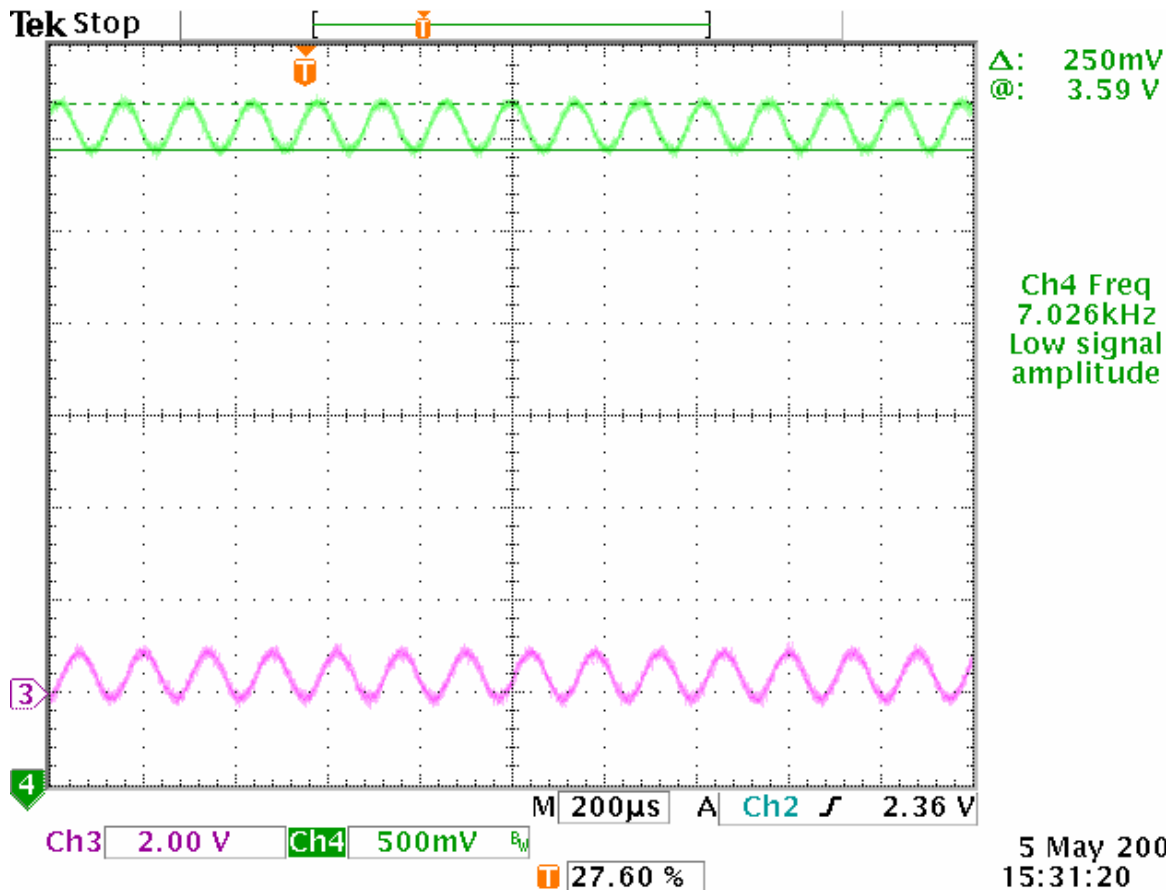 Tek Stop
T
T
Δ: 250mV
@: 3.59 V
Ch4 Freq
7.026kHz
Low signal
amplitude
3
4
M 200µs A Ch2 ƒ 2.36 V
Ch3 2.00 V Ch4 500mV BW
T 27.60 %
5 May 200
15:31:20